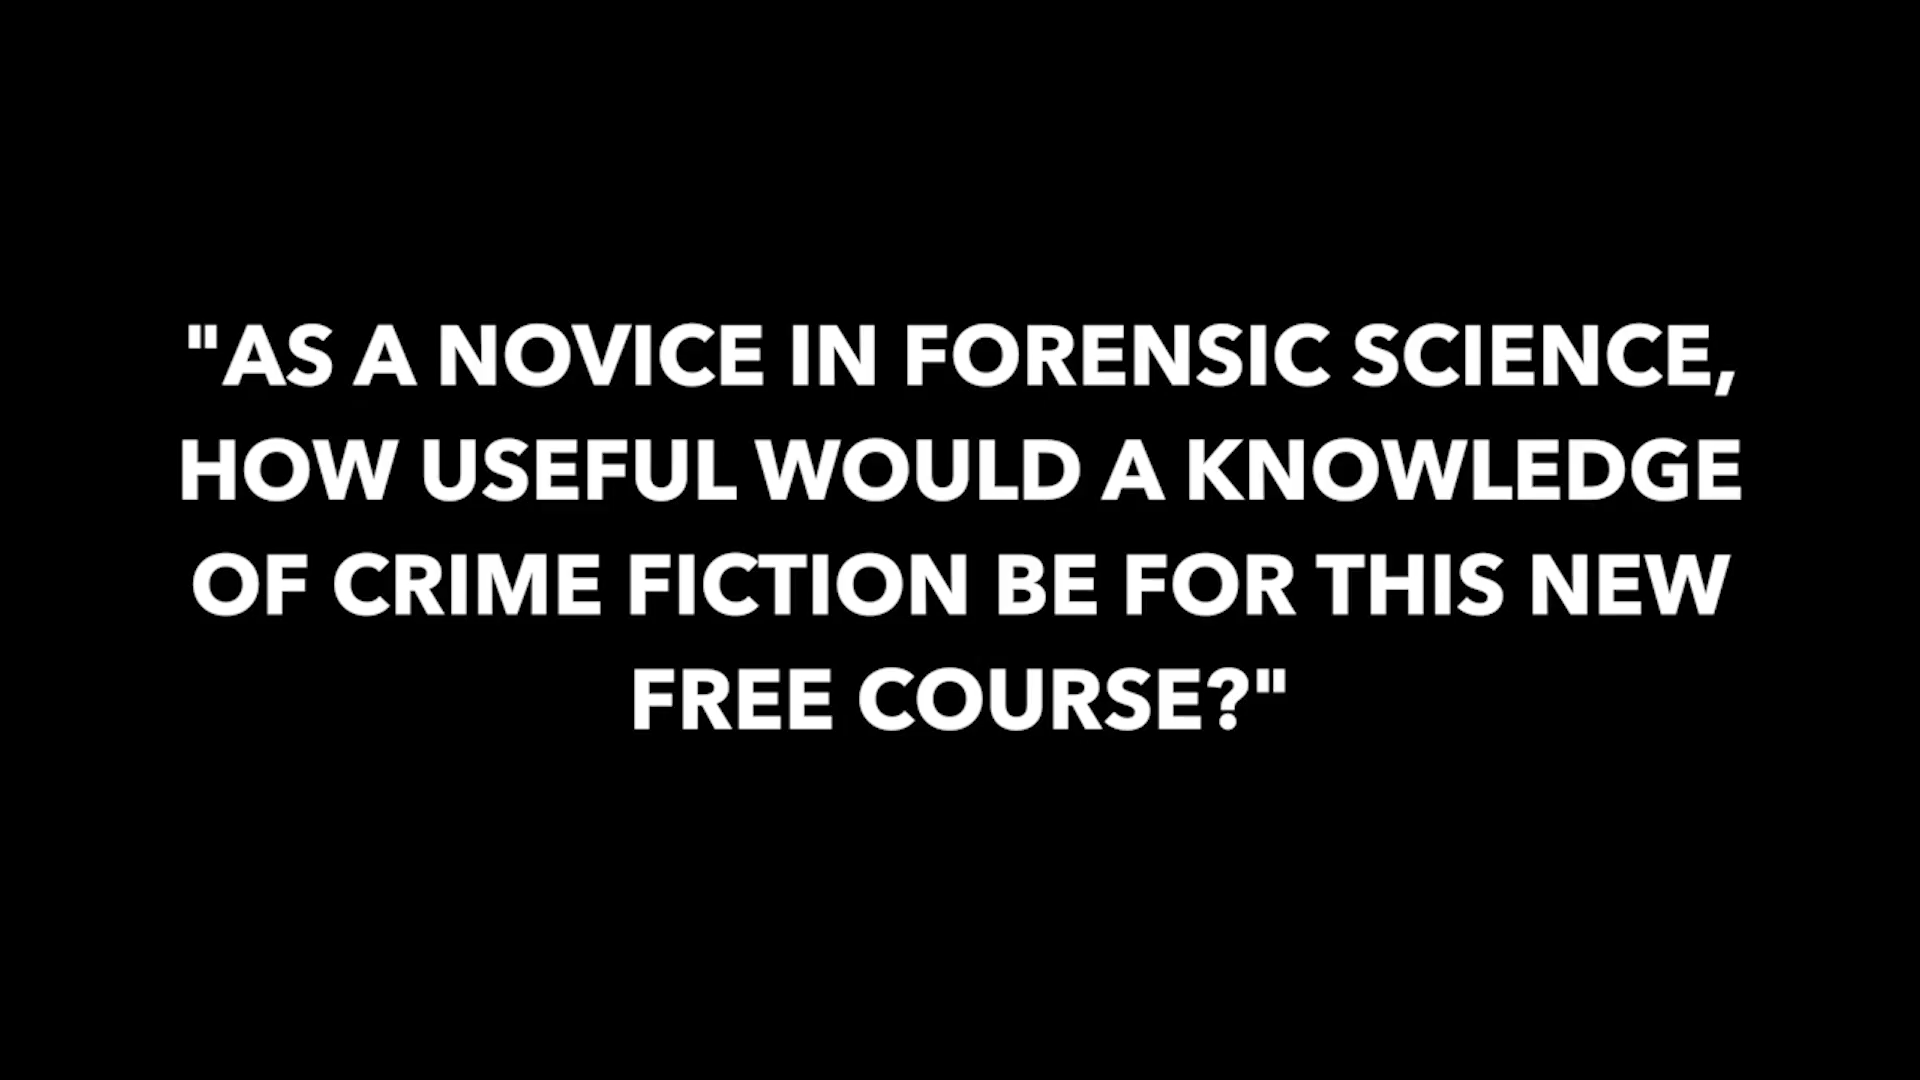 "AS A NOVICE IN FORENSIC SCIENCE,
HOW USEFUL WOULD A KNOWLEDGE
OF CRIME FICTION BE FOR THIS NEW
FREE COURSE?"